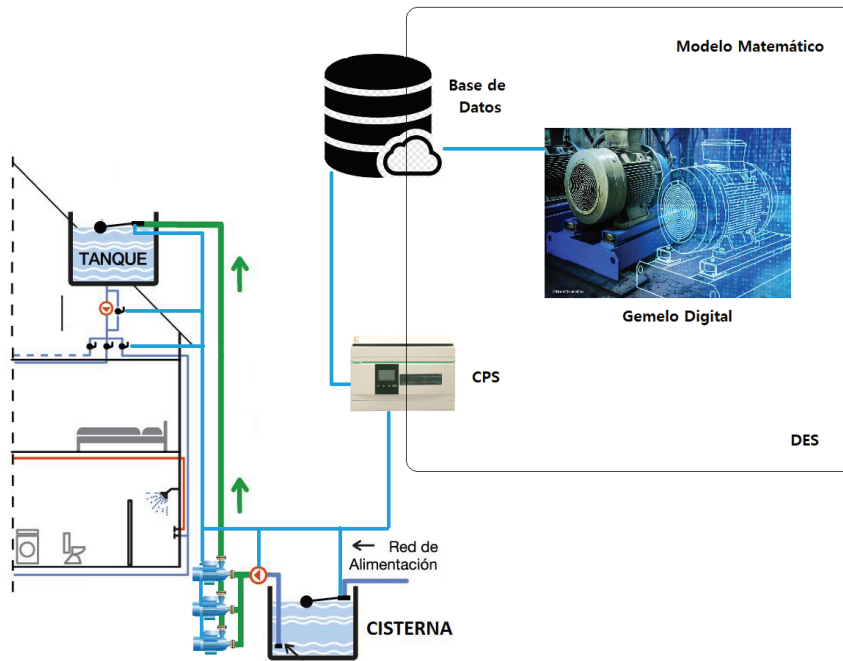 Modelo Matemático
Base de
Datos
TANQUE
Gemelo Digital
CPS
DES
← Red de
Alimentación
CISTERNA